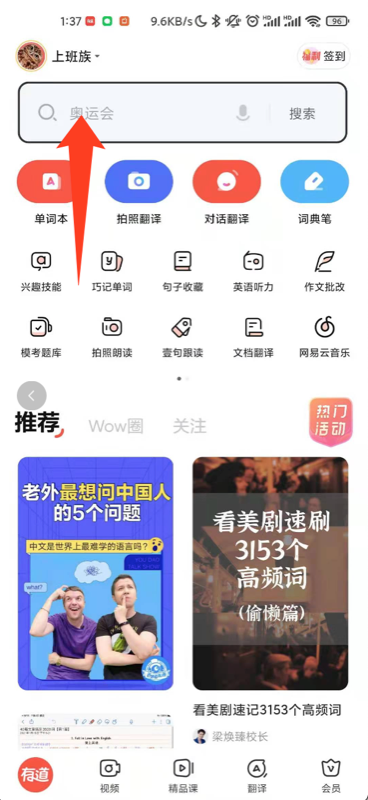 1:37
9.6KB/s
96
上班族
福利 签到
奥运会
搜索
单词本
拍照翻译
对话翻译
词典笔
兴趣技能
巧记单词
句子收藏
英语听力
作文批改
模考题库
拍照朗读
壹句跟读
文档翻译
网易云音乐
推荐
Wow圈
关注
热门
活动
老外最想问中国人
的5个问题
中文是世界上最难学的语言吗?
what?
看美剧速刷
3153个
高频词
(偷懒篇)
看美剧速记3153个高频词
梁焕臻校长
有道
视频
精品课
翻译
会员